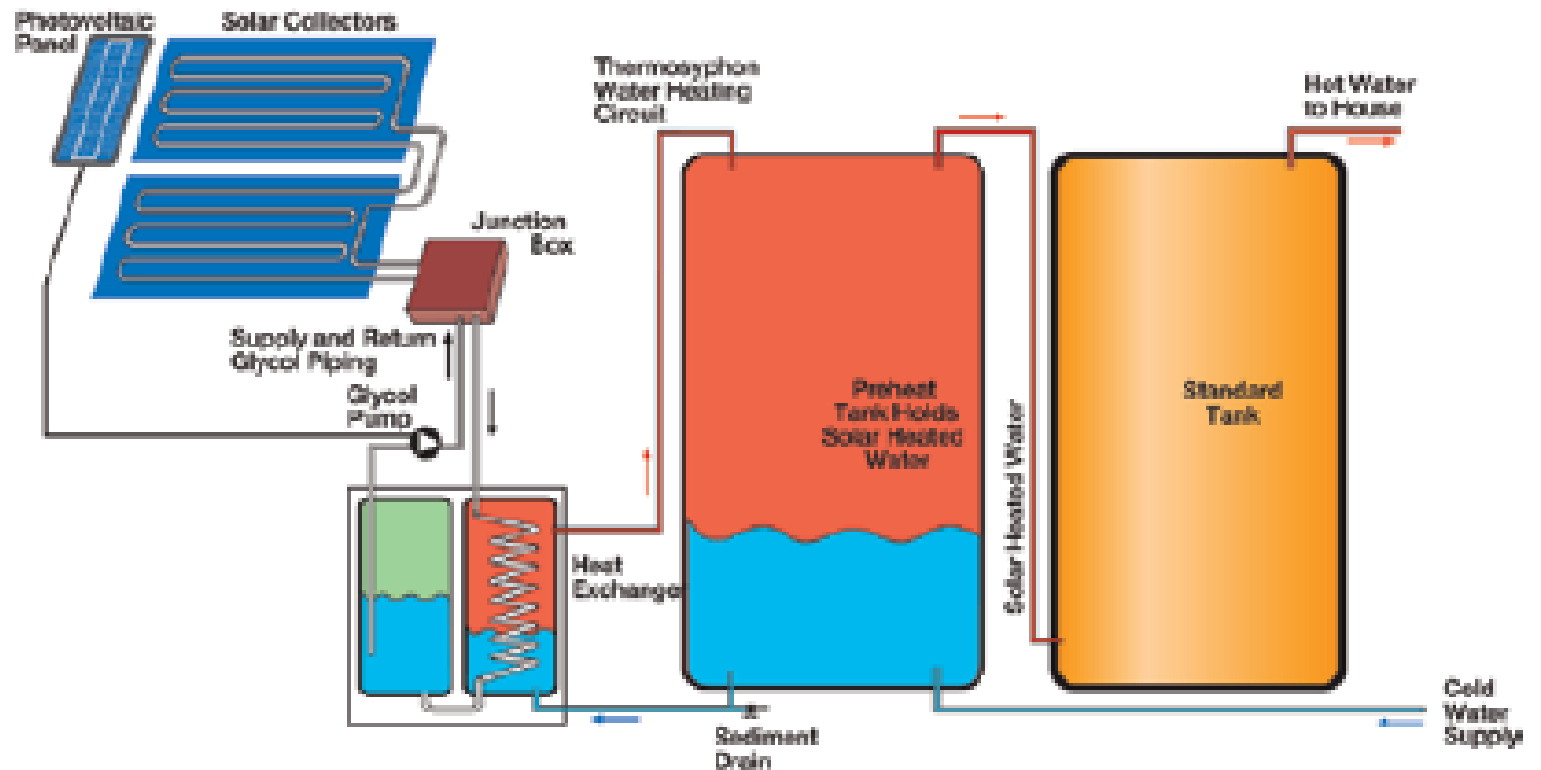 Photovoltaic
Panel
Solar Collectors
Thermosyphon
Water Heating
Circuit
Hot Water
to House
Junction
Box
Supply and Return
Glycol Piping
Glycol
Pump
Preheat
Tank Holds
Solar Heated
Water
Standard
Tank
Solar Heated Water
Heat
Exchanger
Cold
Water
Supply
Sediment
Drain